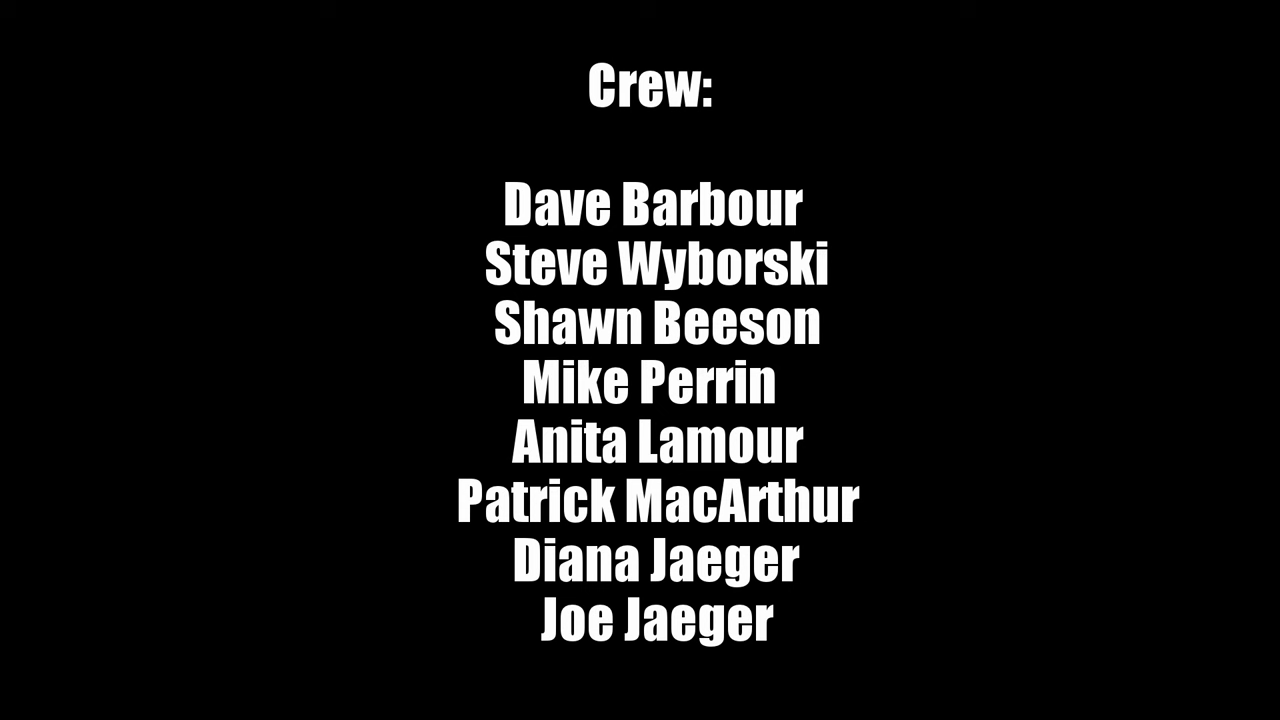 Crew:
Dave Barbour
Steve Wyborski
Shawn Beeson
Mike Perrin
Anita Lamour
Patrick MacArthur
Diana Jaeger
Joe Jaeger